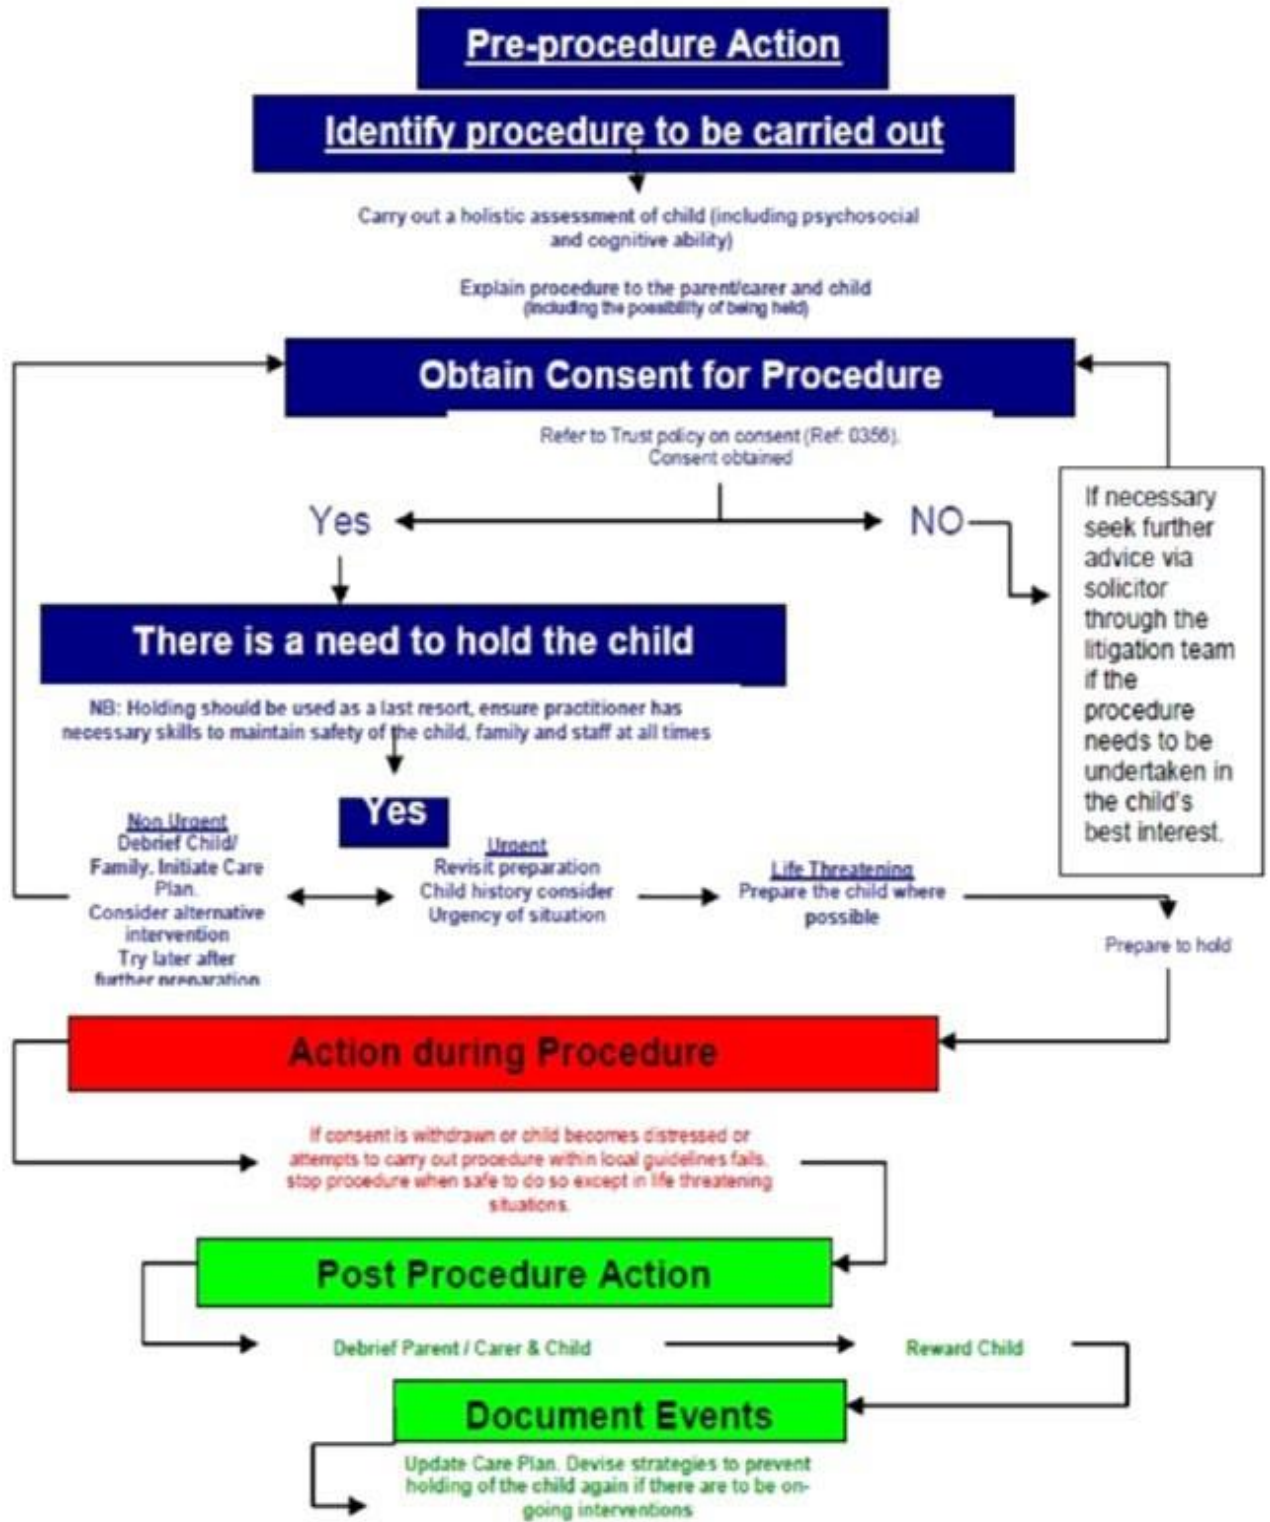 Pre-procedure Action
Identify procedure to be carried out
Carry out a holistic assessment of child (including psychosocial
and cognitive ability)
Explain procedure to the parent/carer and child
(including the possibility of being held)
Obtain Consent for Procedure
Refer to Trust policy on consent (Ref: 0356).
Consent obtained
Yes
NO
If necessary
seek further
advice via
solicitor
through the
litigation team
if the
procedure
needs to be
undertaken in
the child's
best interest.
There is a need to hold the child
NB: Holding should be used as a last resort, ensure practitioner has
necessary skills to maintain safety of the child, family and staff at all times
Yes
Non Urgent
Debrief Child/
Family. Initiate Care
Plan.
Consider alternative
intervention
Try later after
further preparation
Urgent
Revisit preparation
Child history consider
Urgency of situation
Life Threatening
Prepare the child where
possible
Prepare to hold
Action during Procedure
If consent is withdrawn or child becomes distressed or
attempts to carry out procedure within local guidelines fails,
stop procedure when safe to do so except in life threatening
situations.
Post Procedure Action
Debrief Parent / Carer & Child
Reward Child
Document Events
Update Care Plan. Devise strategies to prevent
holding of the child again if there are to be on-
going interventions